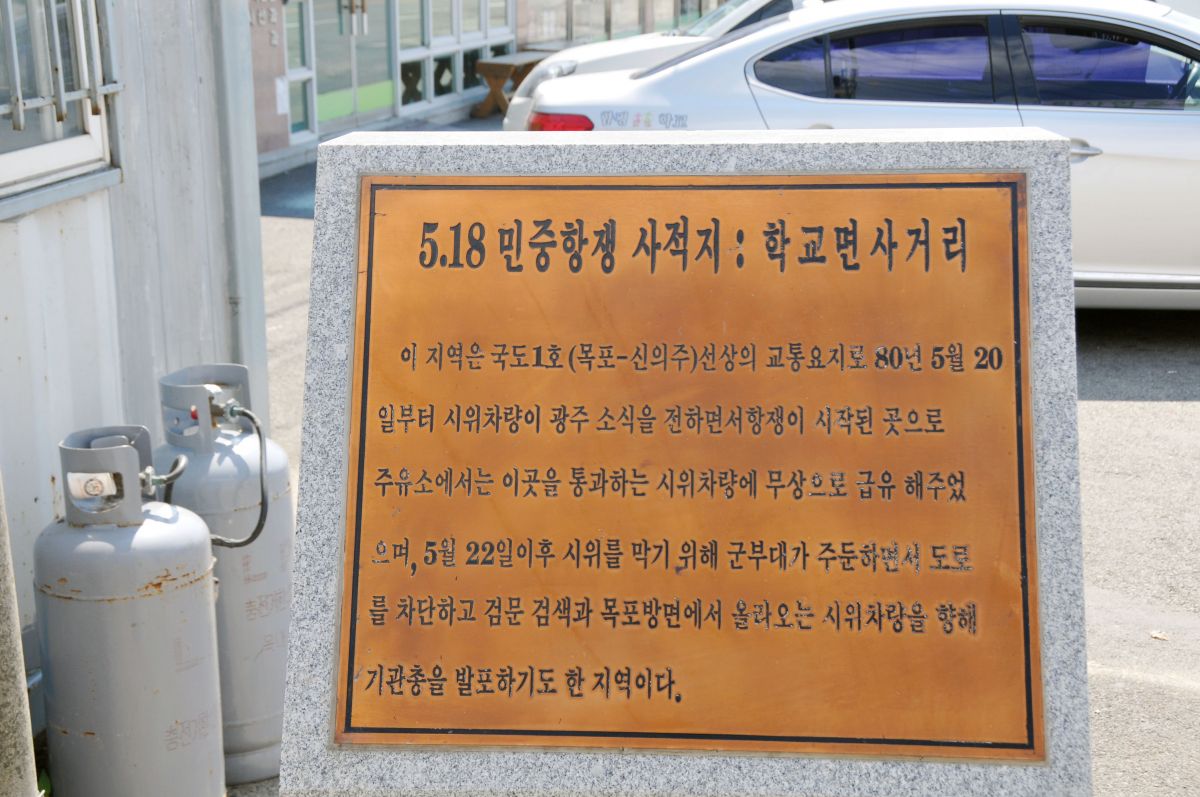 5.18 민중항쟁 사적지 : 학교면사거리
이 지역은 국도1호(목포-신의주)선상의 교통요지로 80년 5월 20
일부터 시위차량이 광주 소식을 전하면서항쟁이 시작된 곳으로
주유소에서는 이곳을 통과하는 시위차량에 무상으로 급유 해주었
으며, 5월 22일이후 시위를 막기 위해 군부대가 주둔하면서 도로
를 차단하고 검문 검색과 목포방면에서 올라오는 시위차량을 향해
기관총을 발포하기도 한 지역이다.